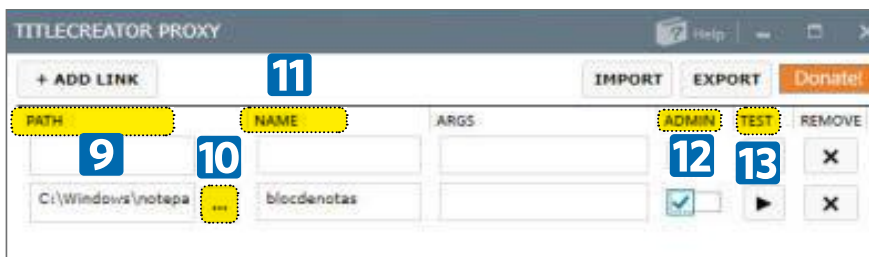 TITLECREATOR PROXY Help
+ ADD LINK 11 IMPORT EXPORT Donate!
PATH NAME ARGS ADMIN TEST REMOVE
9 10 12 13
C:\Windows\notepa ... blocdenotas